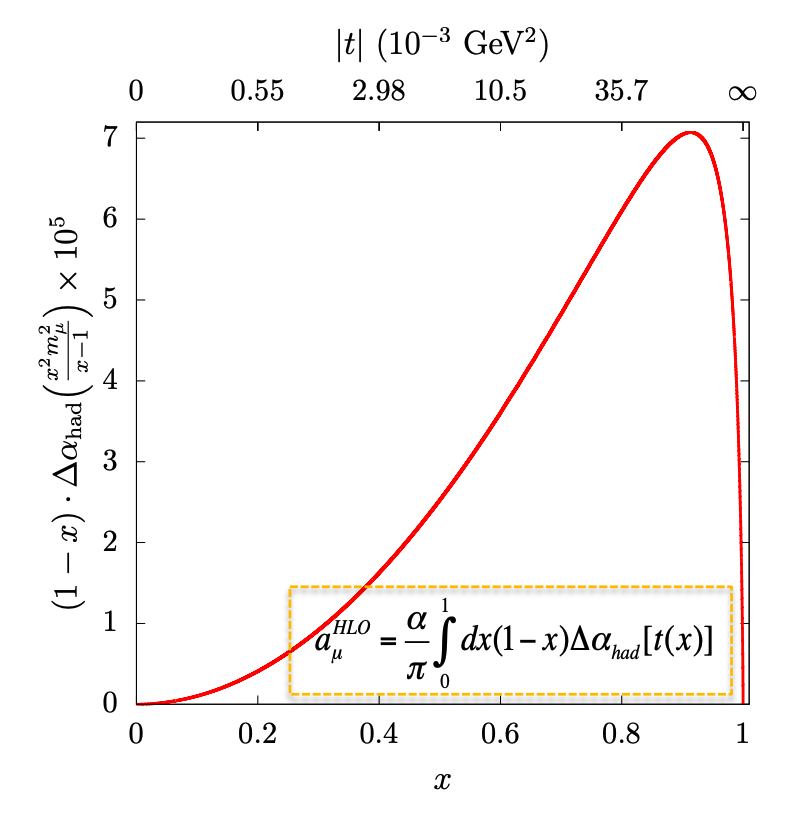 |t| (10⁻³ GeV²)
0 0.55 2.98 10.5 35.7 ∞
7
6
5
4
3
2
1
0
(1 − x) · Δα_had(x²m_μ²/(x−1)) × 10⁵
a_μ^HLO = α/π ∫₀¹ dx(1−x)Δα_had[t(x)]
0 0.2 0.4 0.6 0.8 1
x